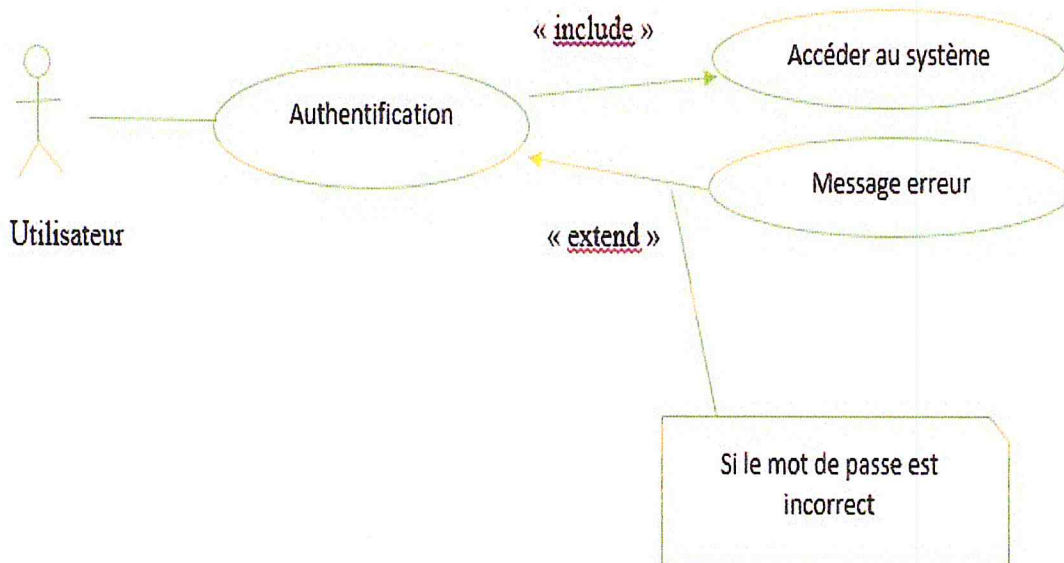 « include »
Accéder au système
Authentification
Message erreur
Utilisateur
« extend »
Si le mot de passe est
incorrect